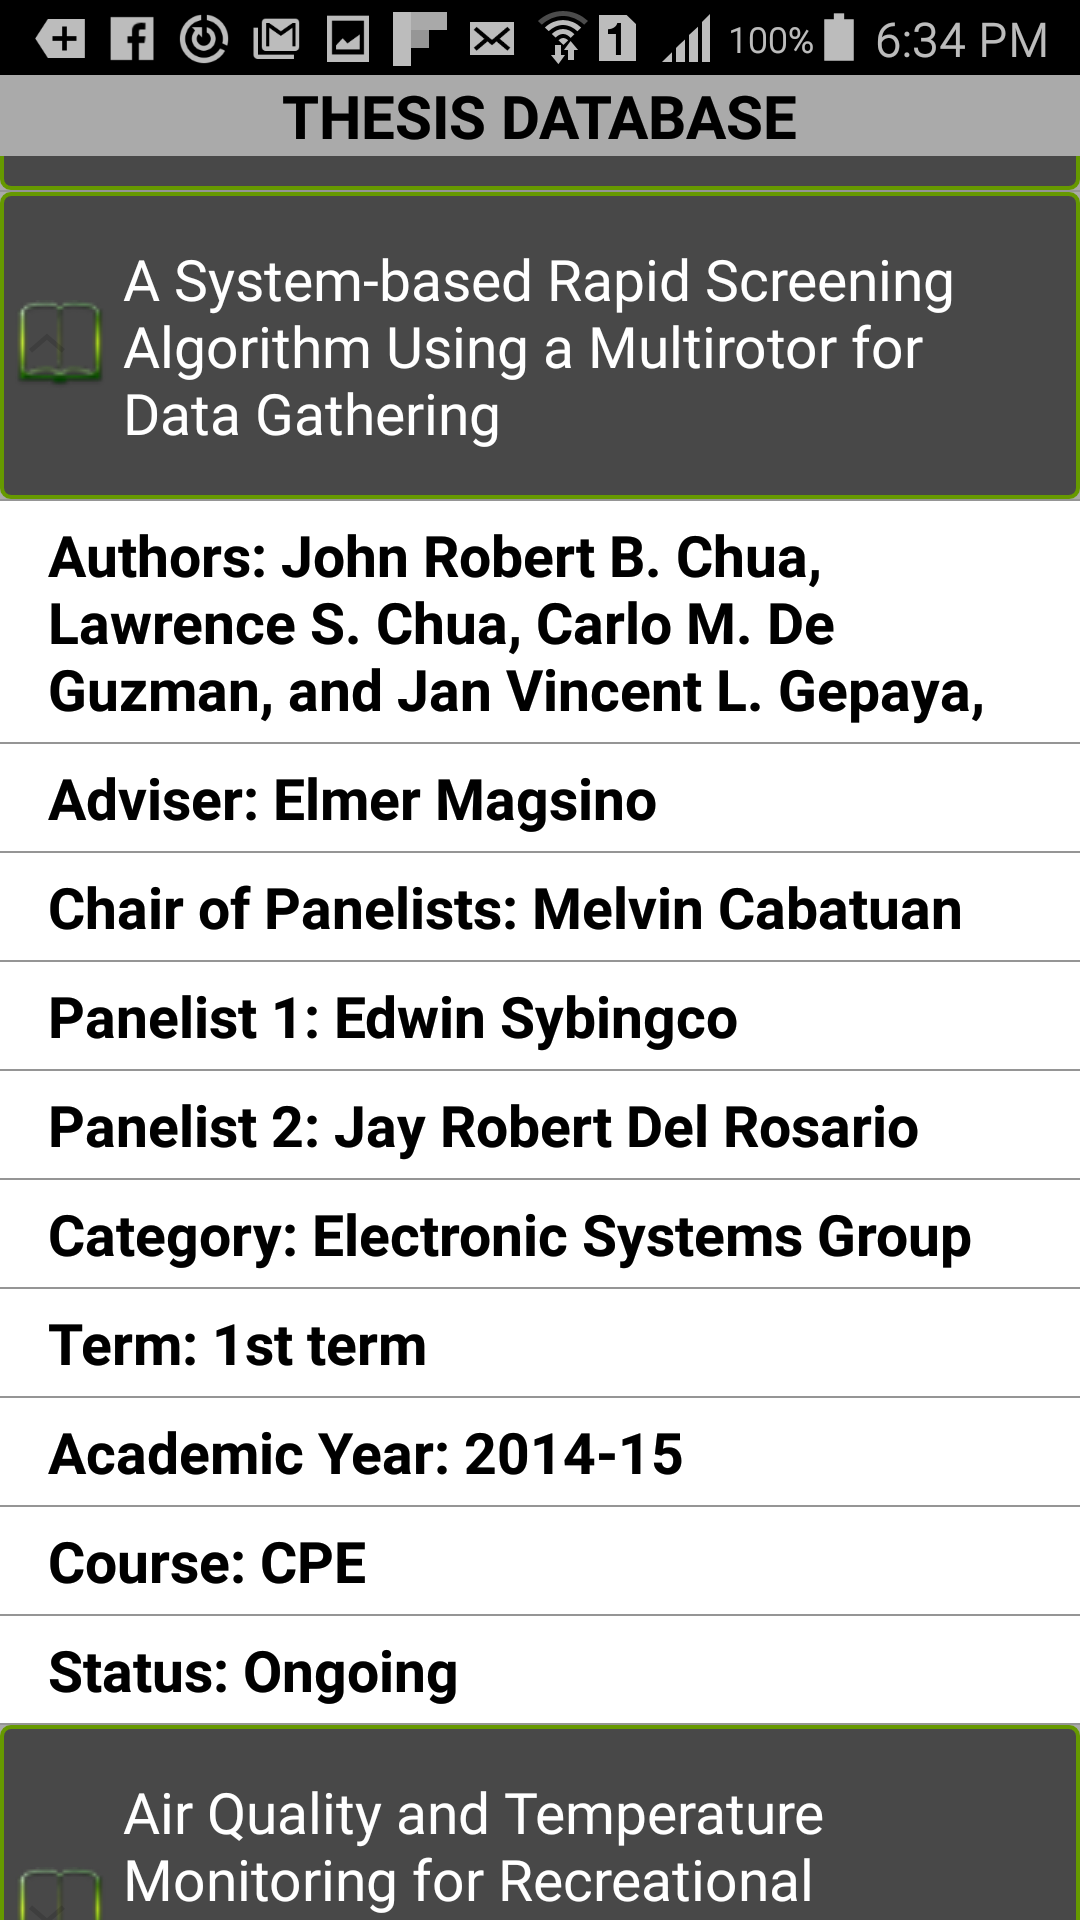 1 100% 6:34 PM
THESIS DATABASE
A System-based Rapid Screening
Algorithm Using a Multirotor for
Data Gathering
Authors: John Robert B. Chua,
Lawrence S. Chua, Carlo M. De
Guzman, and Jan Vincent L. Gepaya,
Adviser: Elmer Magsino
Chair of Panelists: Melvin Cabatuan
Panelist 1: Edwin Sybingco
Panelist 2: Jay Robert Del Rosario
Category: Electronic Systems Group
Term: 1st term
Academic Year: 2014-15
Course: CPE
Status: Ongoing
Air Quality and Temperature
Monitoring for Recreational